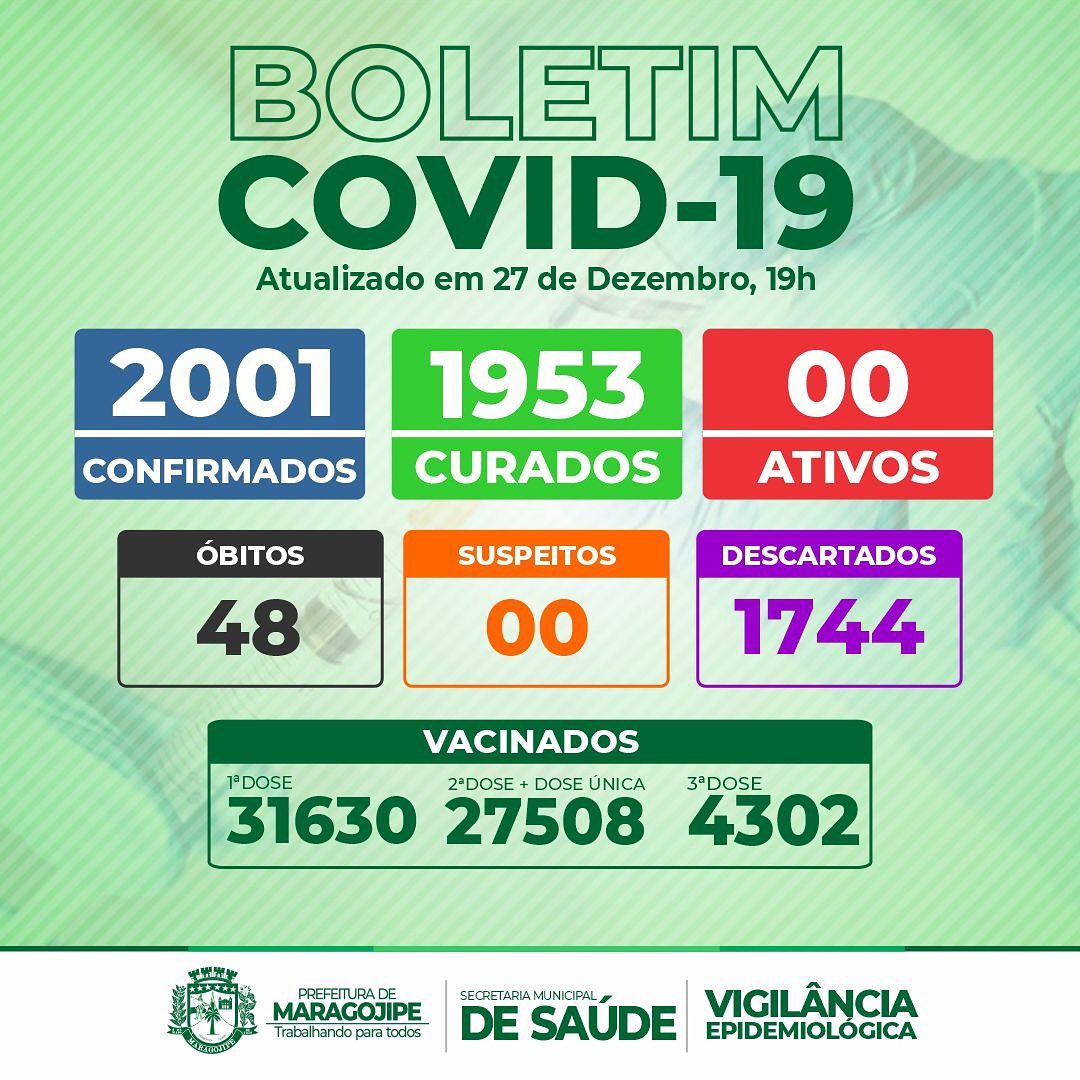 BOLETIM
COVID-19
Atualizado em 27 de Dezembro, 19h
2001
CONFIRMADOS
1953
CURADOS
00
ATIVOS
ÓBITOS
48
SUSPEITOS
00
DESCARTADOS
1744
VACINADOS
1ªDOSE
31630
2ªDOSE + DOSE ÚNICA
27508
3ªDOSE
4302
MARAGOJIPE
PREFEITURA DE
MARAGOJIPE
Trabalhando para todos
SECRETARIA MUNICIPAL
DE SAÚDE
VIGILÂNCIA
EPIDEMIOLÓGICA